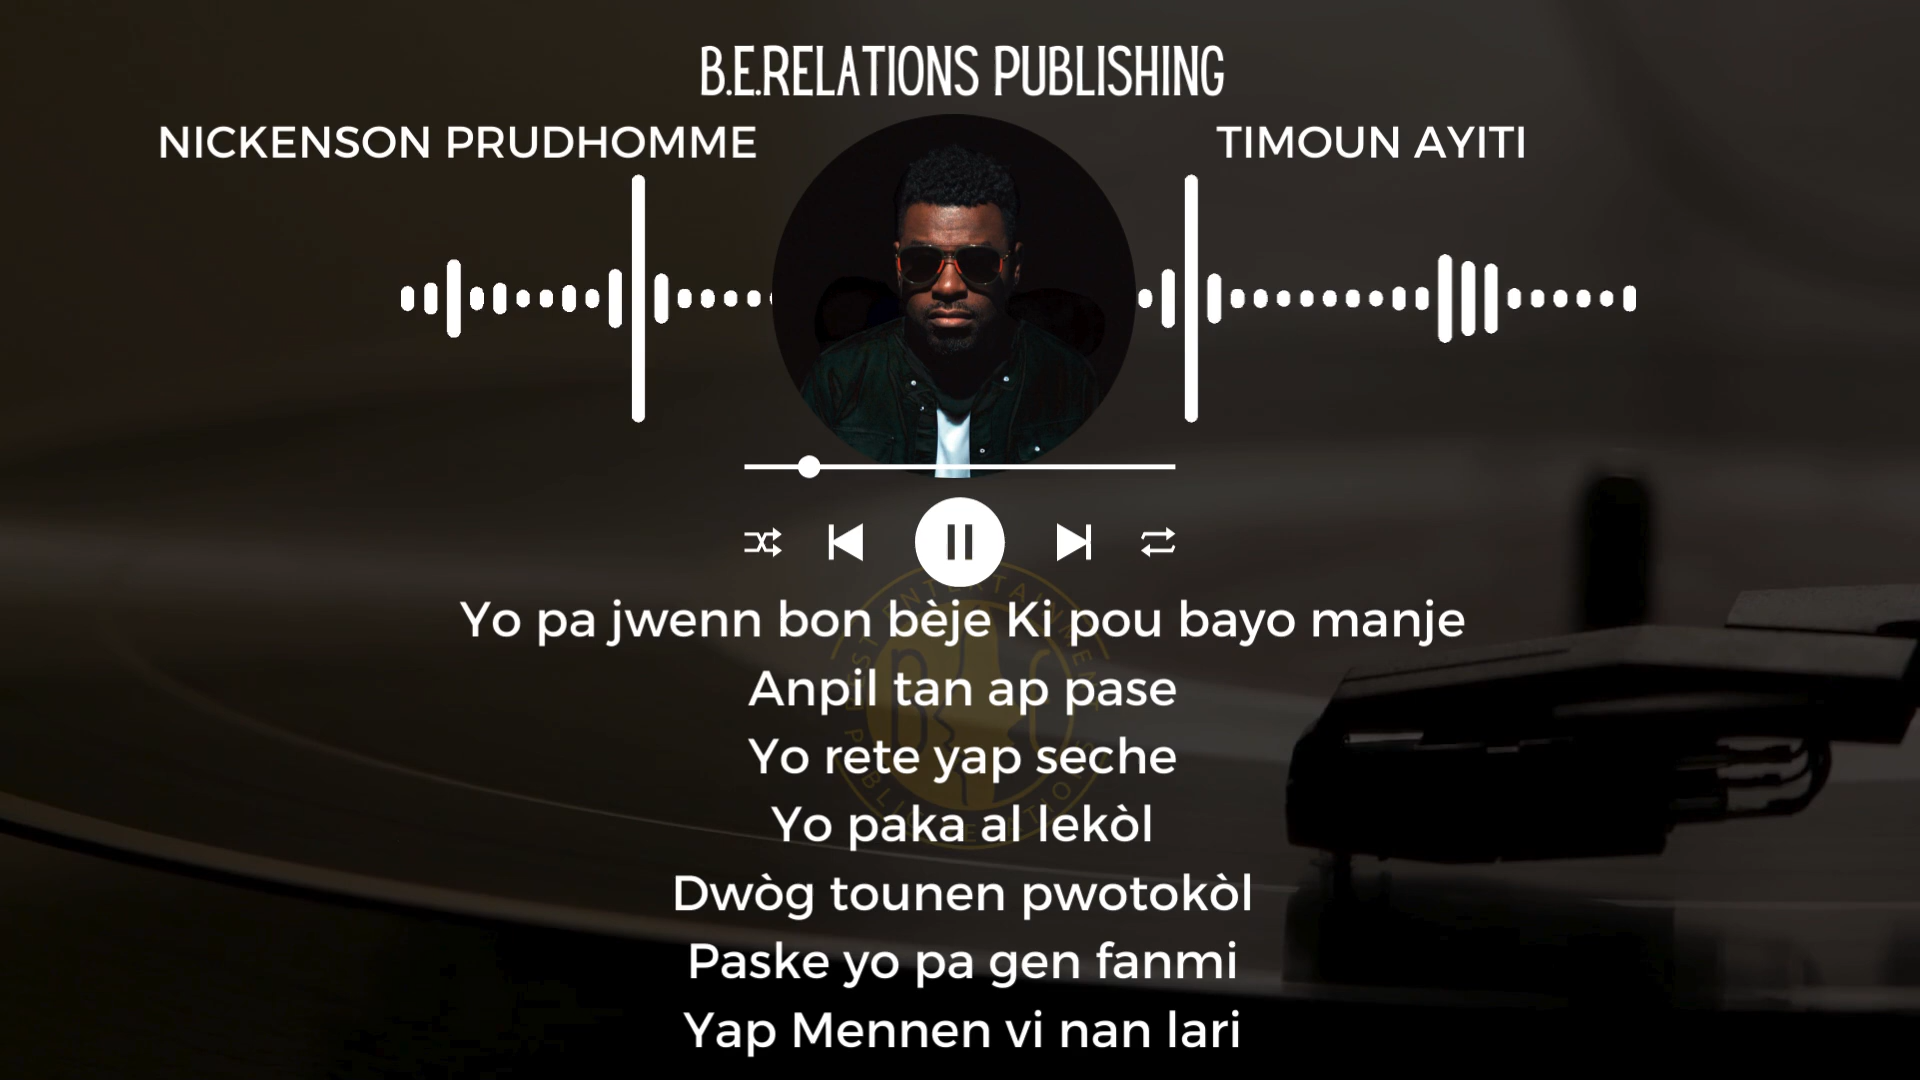 B.E.RELATIONS PUBLISHING
NICKENSON PRUDHOMME
TIMOUN AYITI
Yo pa jwenn bon bèje Ki pou bayo manje
Anpil tan ap pase
Yo rete yap seche
Yo paka al lekòl
Dwòg tounen pwotokòl
Paske yo pa gen fanmi
Yap Mennen vi nan lari